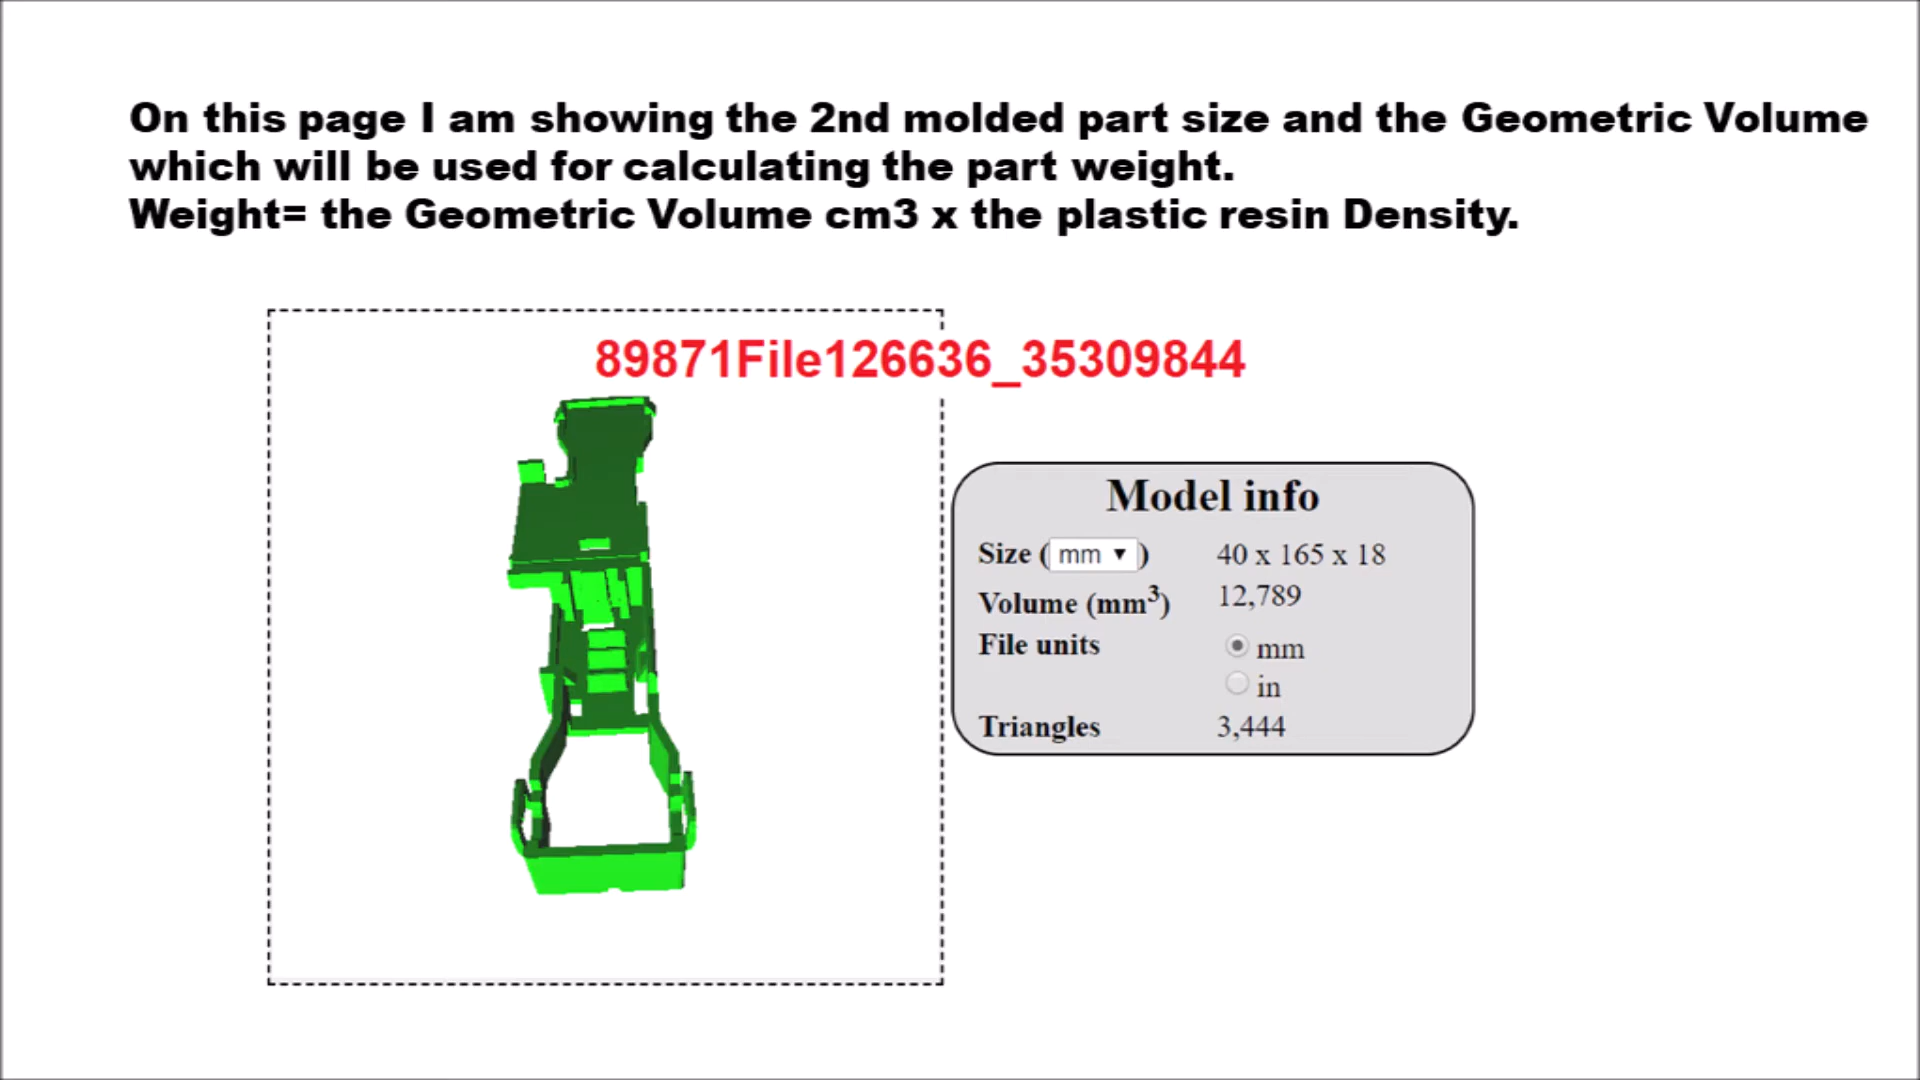 On this page I am showing the 2nd molded part size and the Geometric Volume
which will be used for calculating the part weight.
Weight= the Geometric Volume cm3 x the plastic resin Density.
89871File126636_35309844
Model info
Size ( mm ▼ ) 40 x 165 x 18
Volume (mm³) 12,789
File units mm
in
Triangles 3,444